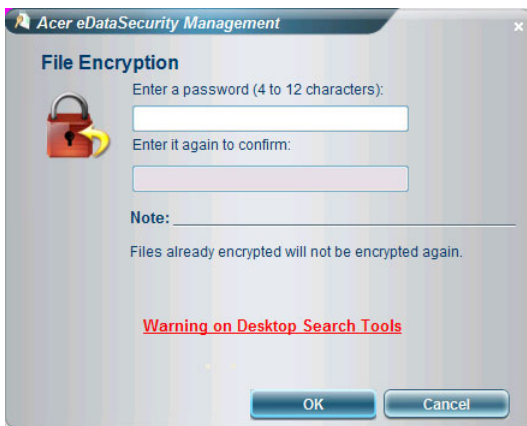 Acer eDataSecurity Management
File Encryption
Enter a password (4 to 12 characters):
Enter it again to confirm:
Note:
Files already encrypted will not be encrypted again.
Warning on Desktop Search Tools
OK Cancel